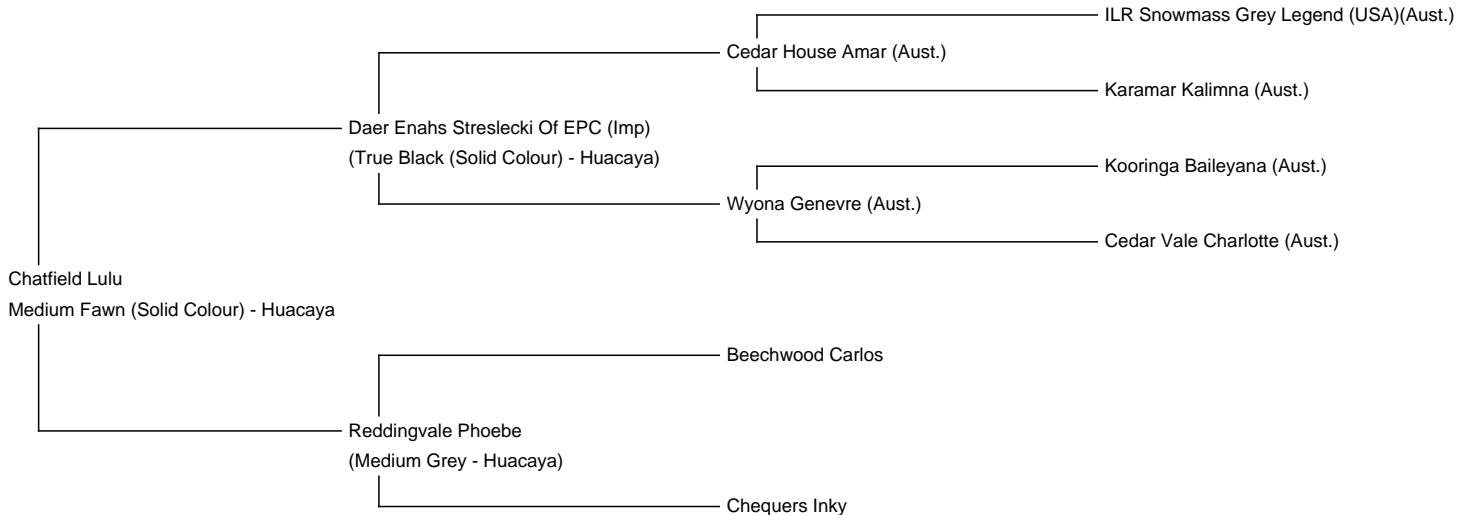 ILR Snowmass Grey Legend (USA)(Aust.)
Cedar House Amar (Aust.)
Karamar Kalimna (Aust.)
Daer Enahs Streslecki Of EPC (Imp)
(True Black (Solid Colour) - Huacaya)
Kooringa Baileyana (Aust.)
Wyona Genevre (Aust.)
Cedar Vale Charlotte (Aust.)
Chatfield Lulu
Medium Fawn (Solid Colour) - Huacaya
Beechwood Carlos
Reddingvale Phoebe
(Medium Grey - Huacaya)
Chequers Inky